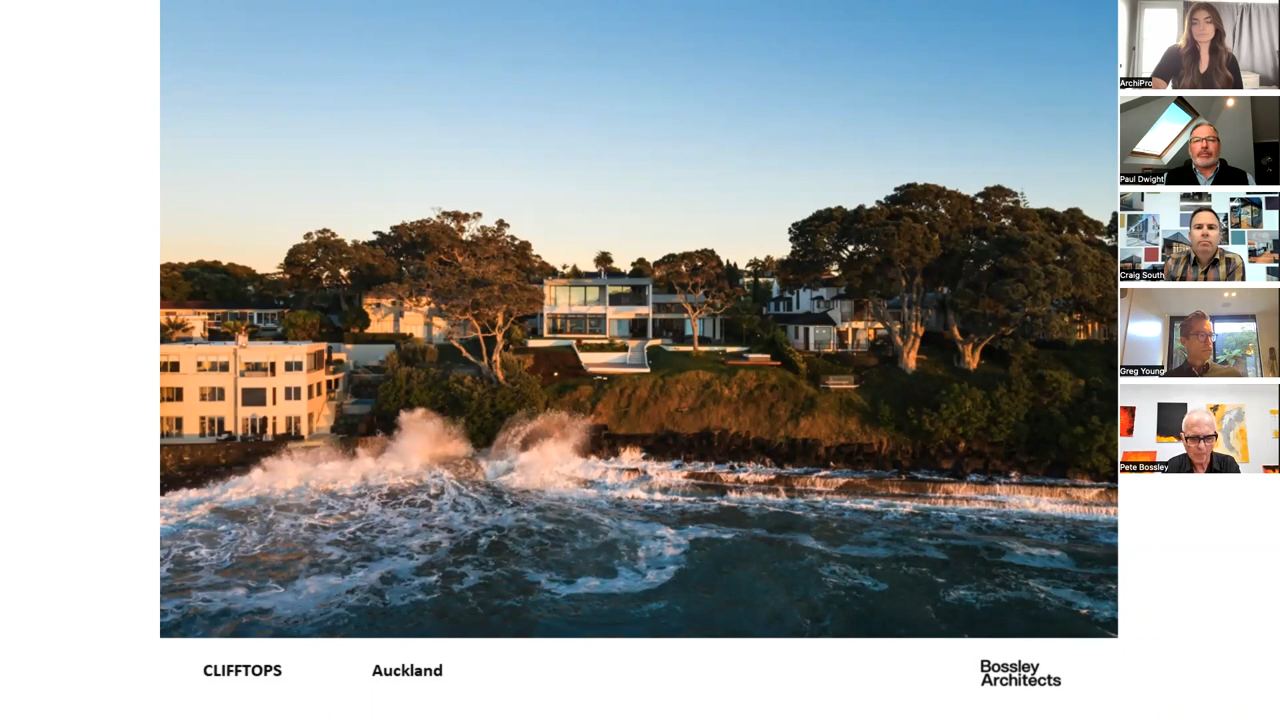 ArchiPro
Paul Dwight
Craig South
Greg Young
Pete Bossley
CLIFFTOPS
Auckland
Bossley
Architects